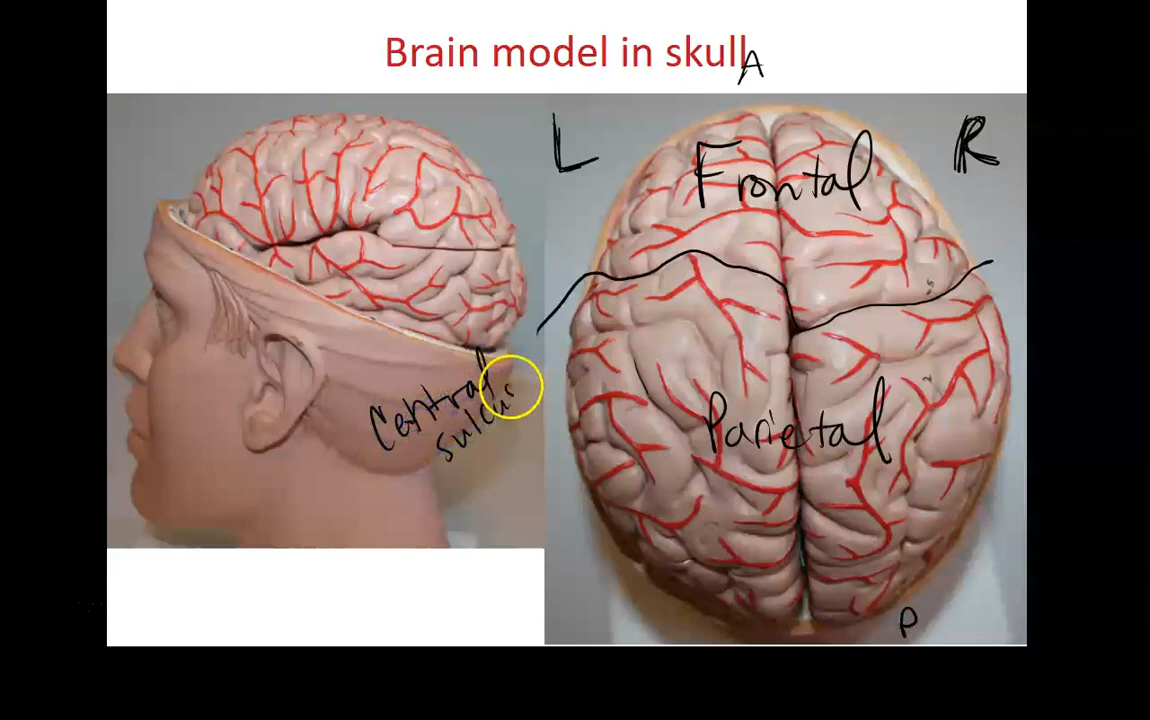 Brain model in skull
A
L
R
Frontal
Central
sulcus
Parietal
P